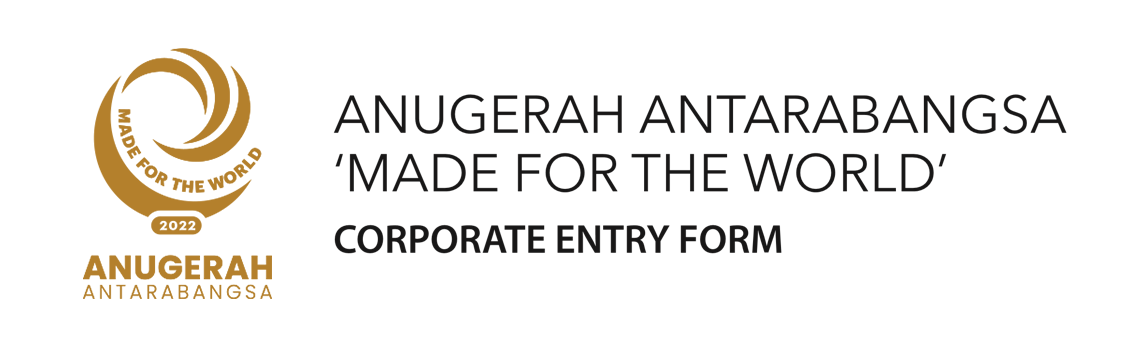 MADE FOR THE WORLD
2022
ANUGERAH
ANTARABANGSA
ANUGERAH ANTARABANGSA
‘MADE FOR THE WORLD’
CORPORATE ENTRY FORM